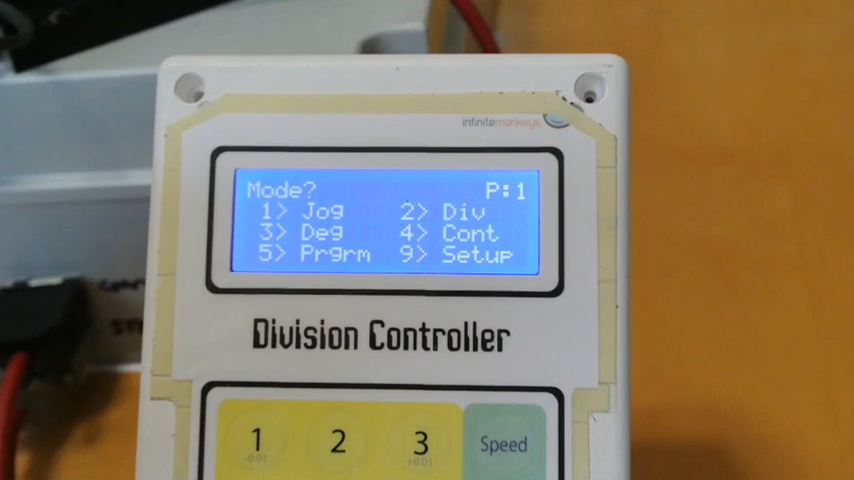 infinitemonkeys
Mode? P:1
1> Jog 2> Div
3> Deg 4> Cont
5> Prgrm 9> Setup
Division Controller
1 2 3 Speed
-0.01 +0.01